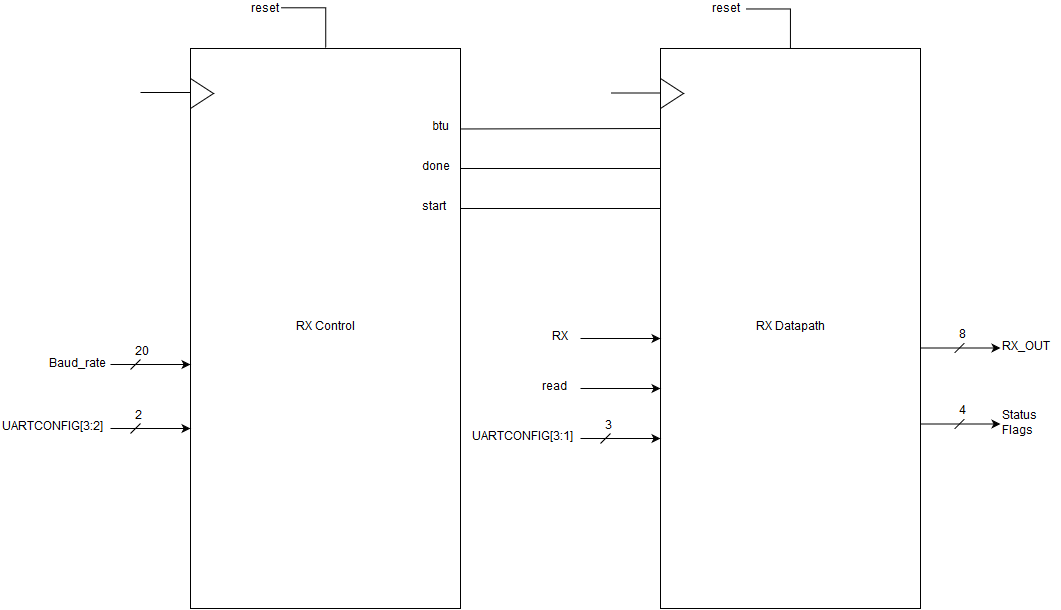 reset
reset
btu
done
start
RX Control
RX Datapath
RX
8
RX_OUT
20
Baud_rate
read
2
UARTCONFIG[3:2]
3
UARTCONFIG[3:1]
4
Status
Flags